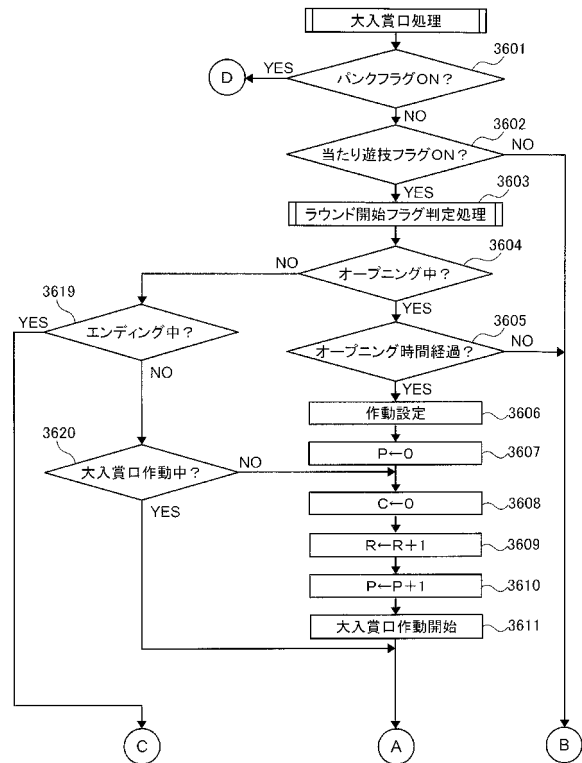 大入賞口処理
3601
YES
D
パンクフラグON?
NO
3602
当たり遊技フラグON?
NO
YES
3603
ラウンド開始フラグ判定処理
3604
NO
オープニング中?
YES
3619
YES
エンディング中?
NO
3605
オープニング時間経過?
NO
YES
作動設定
3606
P←0
3607
3620
大入賞口作動中?
NO
YES
C←0
3608
R←R+1
3609
P←P+1
3610
大入賞口作動開始
3611
C
A
B